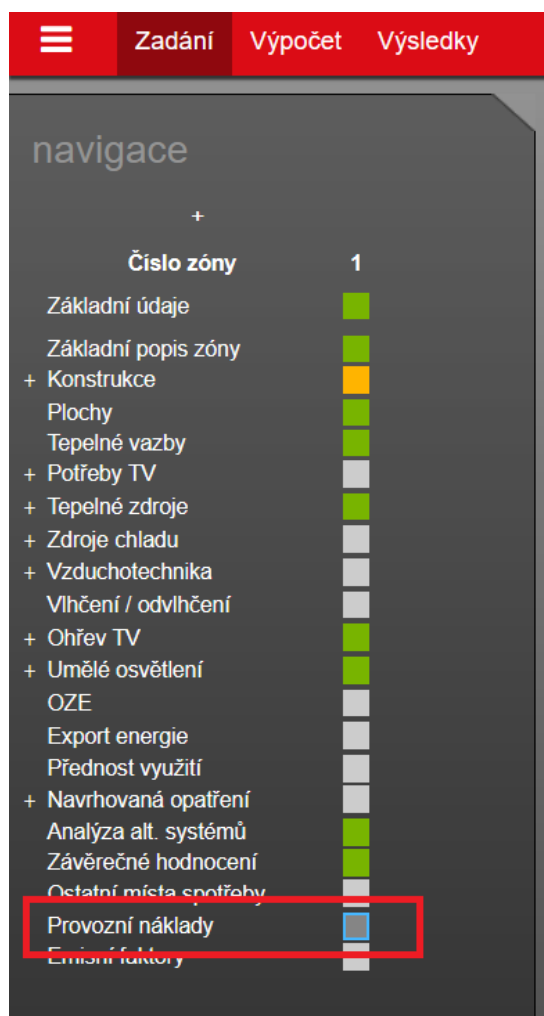 Zadání Výpočet Výsledky
navigace
+
Číslo zóny 1
Základní údaje
Základní popis zóny
+ Konstrukce
Plochy
Tepelné vazby
+ Potřeby TV
+ Tepelné zdroje
+ Zdroje chladu
+ Vzduchotechnika
Vlhčení / odvlhčení
+ Ohřev TV
+ Umělé osvětlení
OZE
Export energie
Přednost využití
+ Navrhovaná opatření
Analýza alt. systémů
Závěrečné hodnocení
Ostatní místa spotřeby
Provozní náklady
Emisní faktory